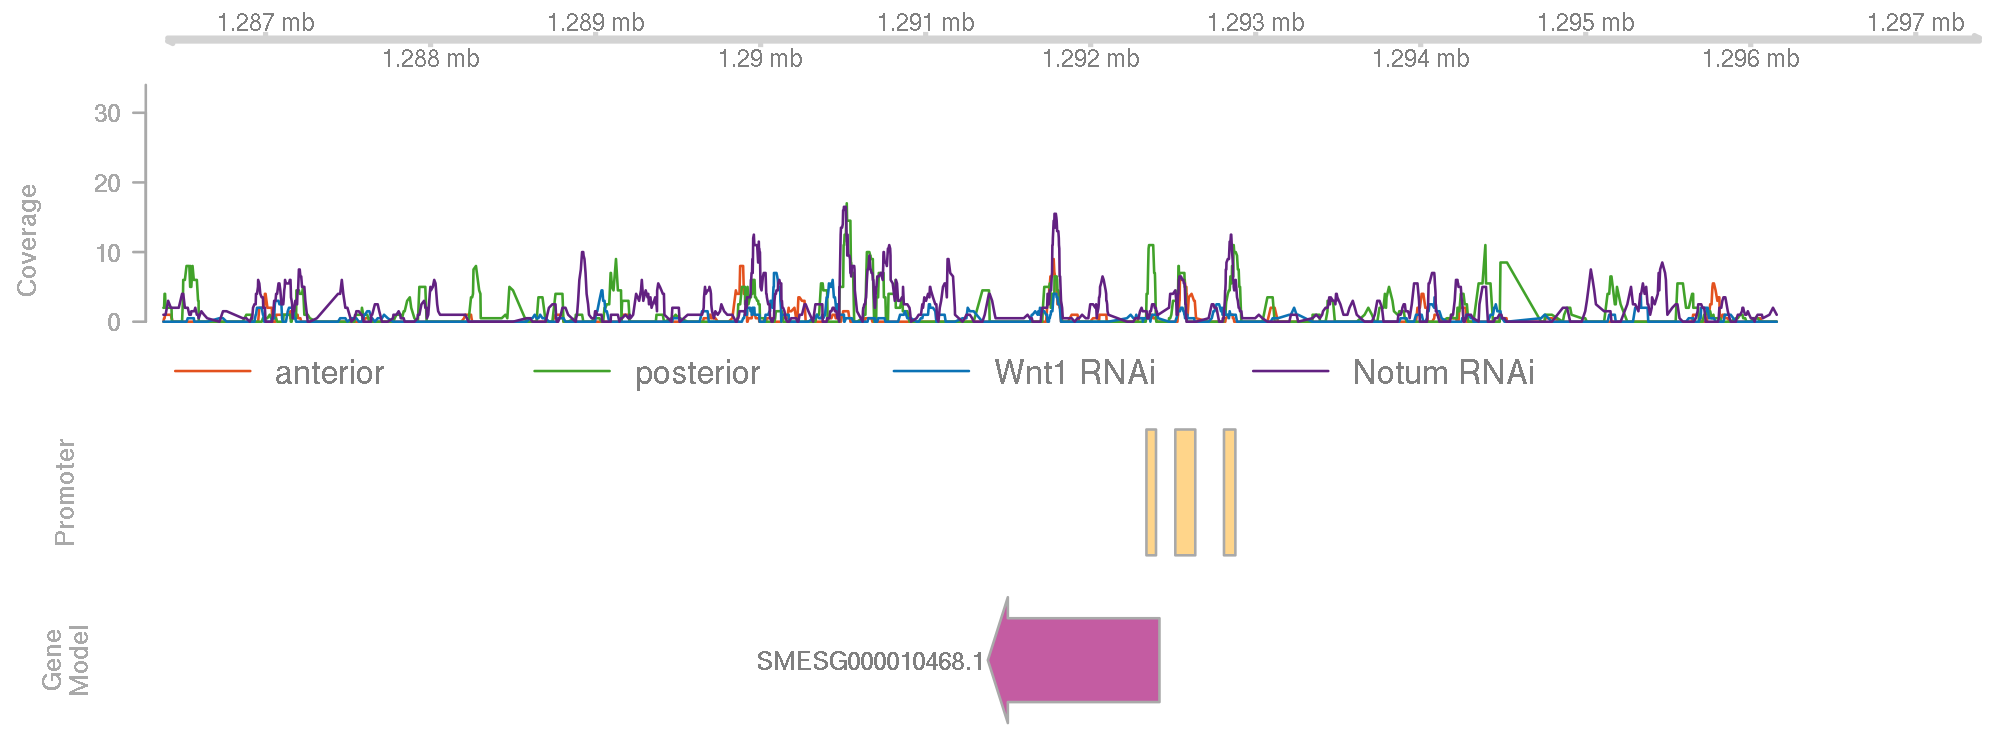 1.287 mb 1.289 mb 1.291 mb 1.293 mb 1.295 mb 1.297 mb
1.288 mb 1.29 mb 1.292 mb 1.294 mb 1.296 mb
Coverage
30
20
10
0
anterior posterior Wnt1 RNAi Notum RNAi
Promoter
Gene
Model
SMESG000010468.1